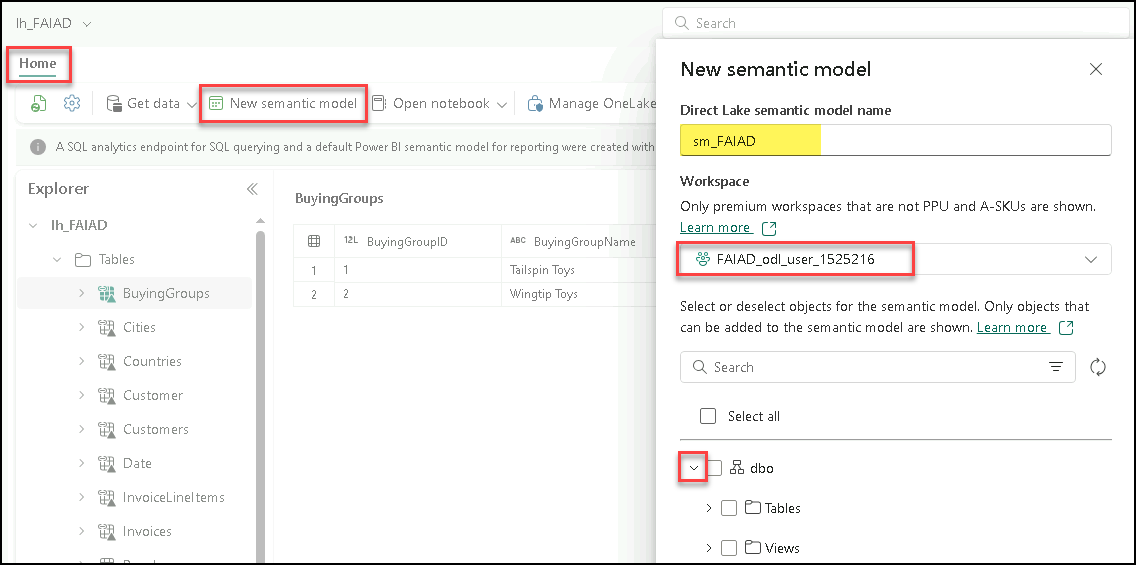 lh_FAIAD
Search
Home
Get data
New semantic model
Open notebook
Manage OneLake
A SQL analytics endpoint for SQL querying and a default Power BI semantic model for reporting were created with
Explorer
lh_FAIAD
Tables
BuyingGroups
Cities
Countries
Customer
Customers
Date
InvoiceLineItems
Invoices
BuyingGroups
12L BuyingGroupID ABC BuyingGroupName
1 1 Tailspin Toys
2 2 Wingtip Toys
New semantic model
Direct Lake semantic model name
sm_FAIAD
Workspace
Only premium workspaces that are not PPU and A-SKUs are shown.
Learn more
FAIAD_odl_user_1525216
Select or deselect objects for the semantic model. Only objects that
can be added to the semantic model are shown. Learn more
Search
Select all
dbo
Tables
Views